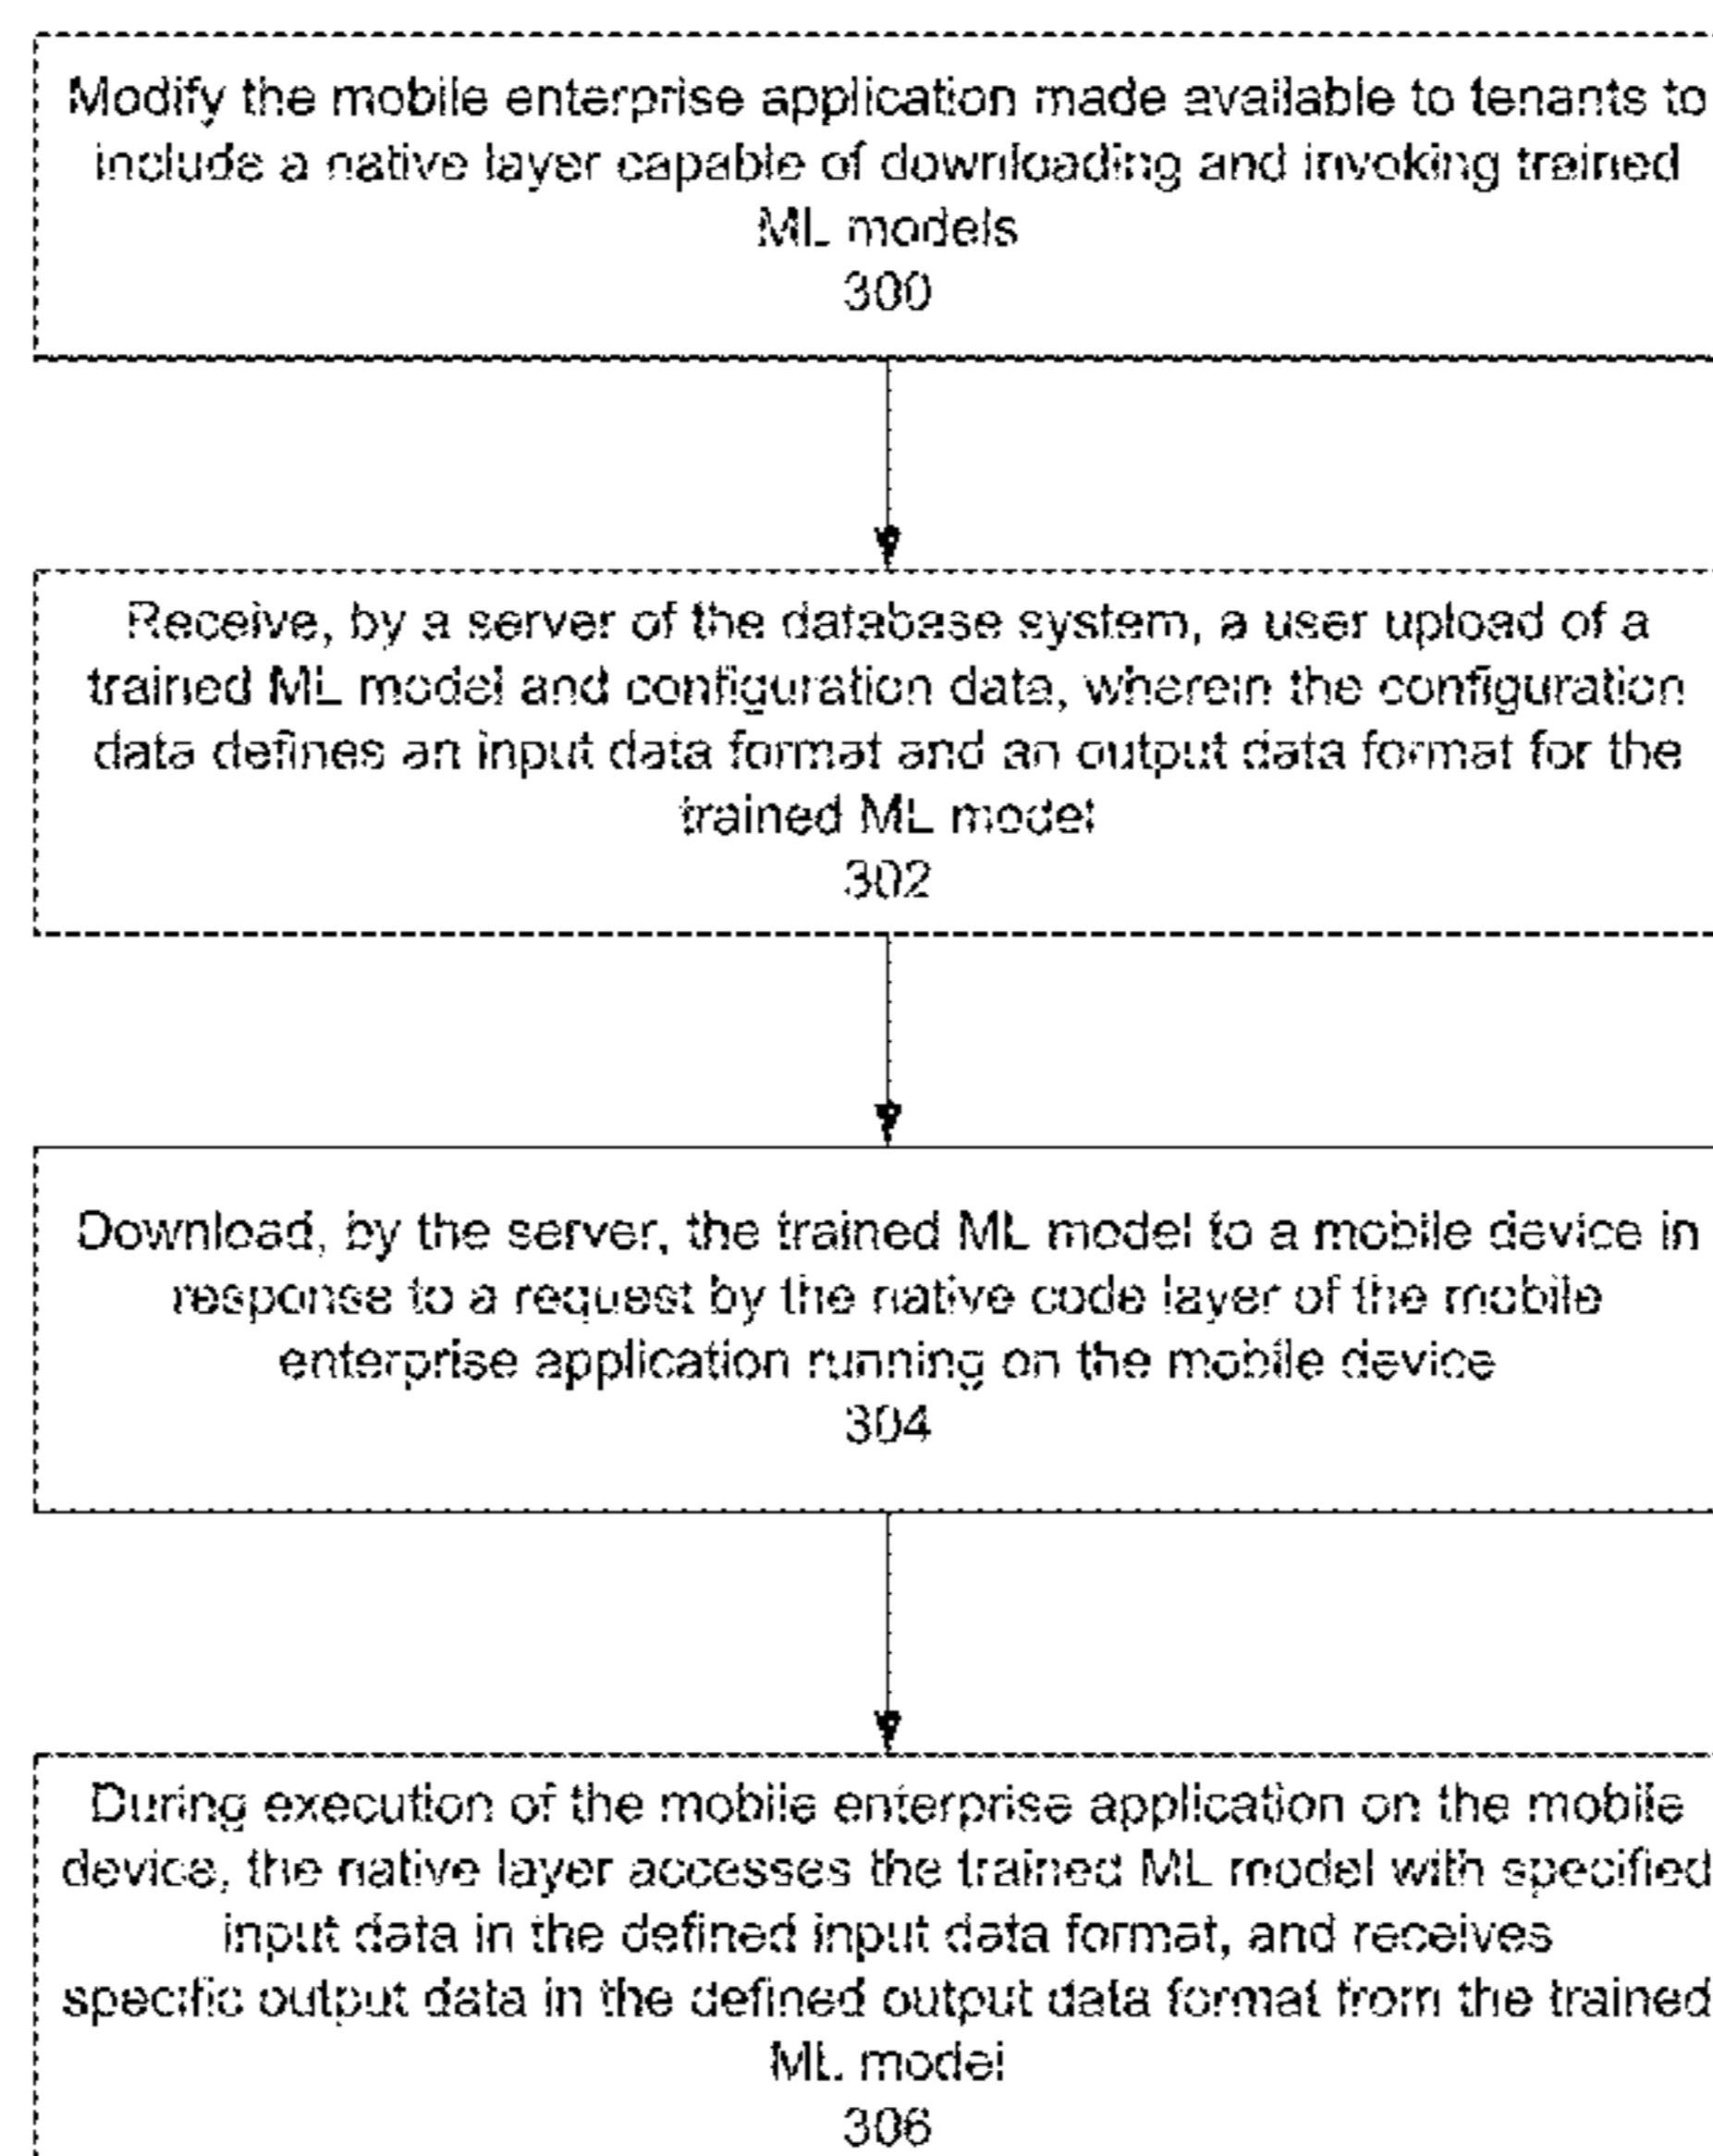 Modify the mobile enterprise application made available to tenants to
include a native layer capable of downloading and invoking trained
ML models
300
Receive, by a server of the database system, a user upload of a
trained ML model and configuration data, wherein the configuration
data defines an input data format and an output data format for the
trained ML model
302
Download, by the server, the trained ML model to a mobile device in
response to a request by the native code layer of the mobile
enterprise application running on the mobile device
304
During execution of the mobile enterprise application on the mobile
device, the native layer accesses the trained ML model with specified
input data in the defined input data format, and receives
specific output data in the defined output data format from the trained
ML model
306